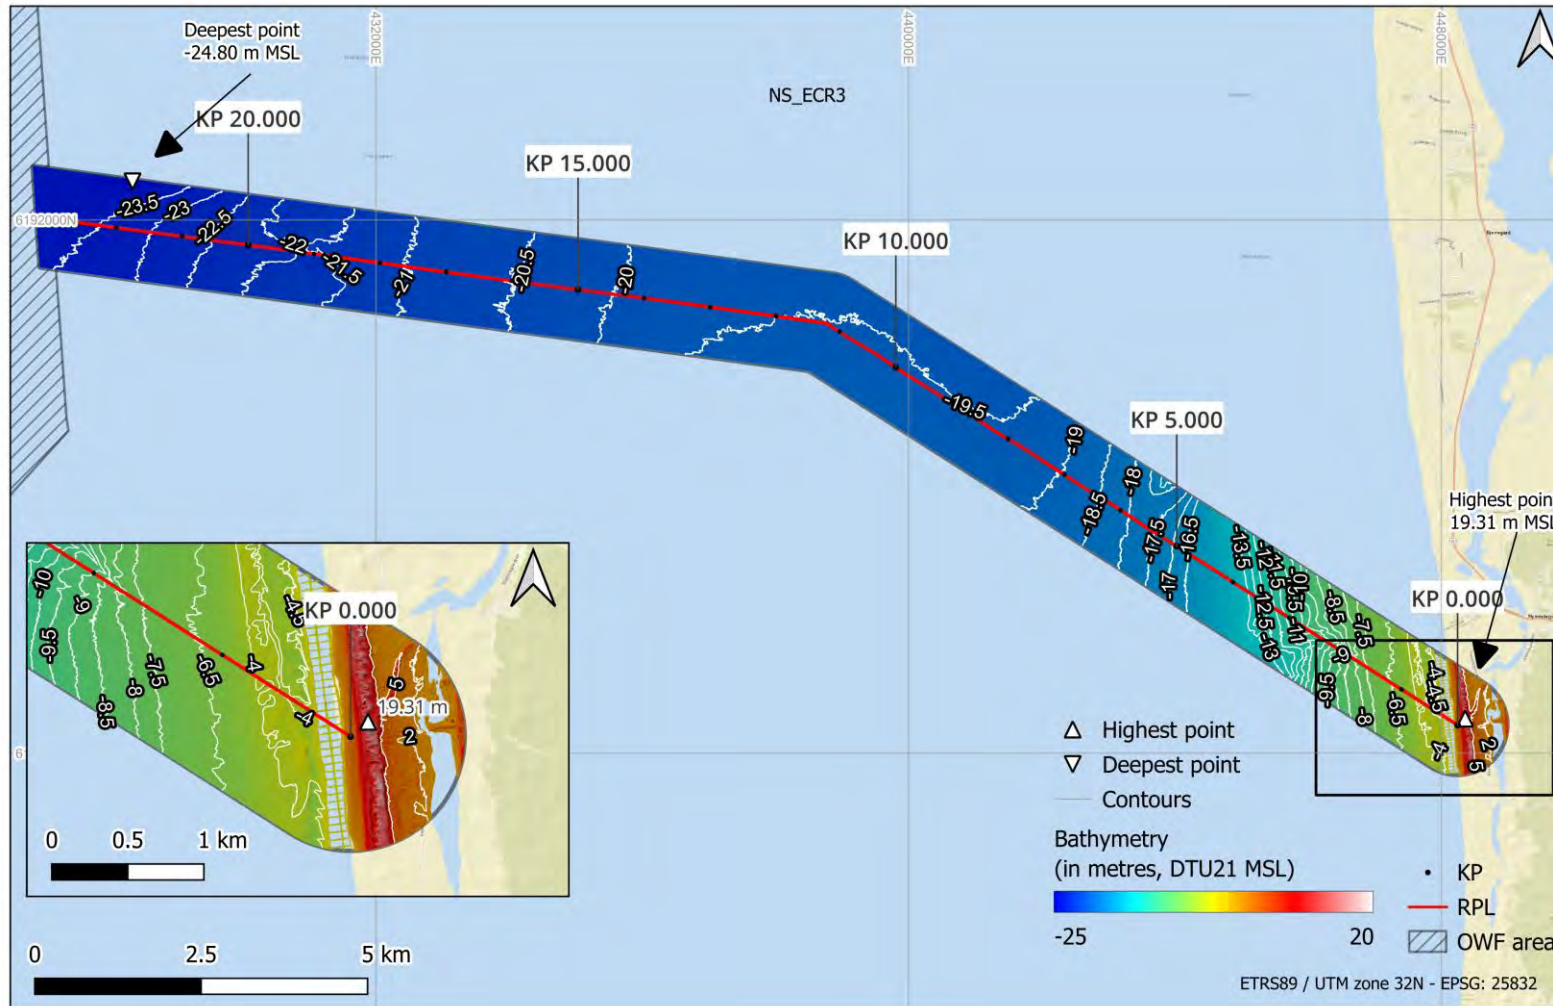 Deepest point
-24.80 m MSL
432000E
440000E
448000E
NS_ECR3
KP 20.000
KP 15.000
KP 10.000
KP 5.000
KP 0.000
6192000N
-23.5
-23
-22.5
-22
-21.5
-21
-20.5
-20
-19.5
-19
-18.5
-18
-17.5
-17
-16.5
-13.5
-12
-11.5
-12.5
-13
-11
-8.5
-7.5
-9
-8
-6.5
-4
-4.5
-4
2
5
Highest poin
19.31 m MSL
-10
-9
-9.5
-8.5
-8
-7.5
-6.5
-4
-4.5
-4
KP 0.000
5
19.31 m
2
0 0.5 1 km
0 2.5 5 km
Highest point
Deepest point
Contours
Bathymetry
(in metres, DTU21 MSL)
-25
20
KP
RPL
OWF area
ETRS89 / UTM zone 32N - EPSG: 25832